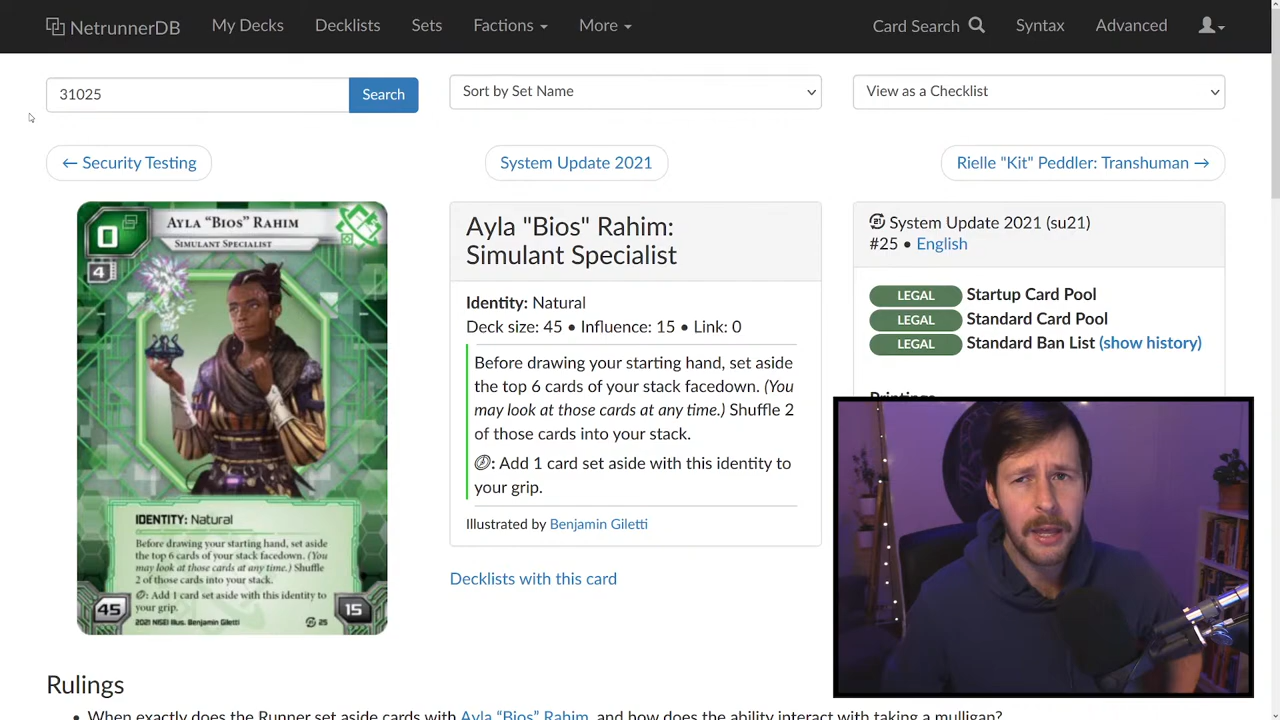 NetrunnerDB
My Decks
Decklists
Sets
Factions
More
Card Search
Syntax
Advanced
31025
Search
Sort by Set Name
View as a Checklist
← Security Testing
System Update 2021
Rielle "Kit" Peddler: Transhuman →
0
4
AYLA "BIOS" RAHIM
SIMULANT SPECIALIST
IDENTITY: Natural
Before drawing your starting hand, set aside
the top 6 cards of your stack facedown. (You
may look at those cards at any time.) Shuffle
2 of those cards into your stack.
: Add 1 card set aside with this identity to
your grip.
45
15
2021 NISEI Illus. Benjamin Giletti
25
Ayla "Bios" Rahim:
Simulant Specialist
Identity: Natural
Deck size: 45 • Influence: 15 • Link: 0
Before drawing your starting hand, set aside
the top 6 cards of your stack facedown. (You
may look at those cards at any time.) Shuffle 2
of those cards into your stack.
: Add 1 card set aside with this identity to
your grip.
Illustrated by Benjamin Giletti
Decklists with this card
System Update 2021 (su21)
#25 • English
LEGAL Startup Card Pool
LEGAL Standard Card Pool
LEGAL Standard Ban List (show history)
Printings
Rulings
• When exactly does the Runner set aside cards with Ayla "Bios" Rahim, and how does the ability interact with taking a mulligan?